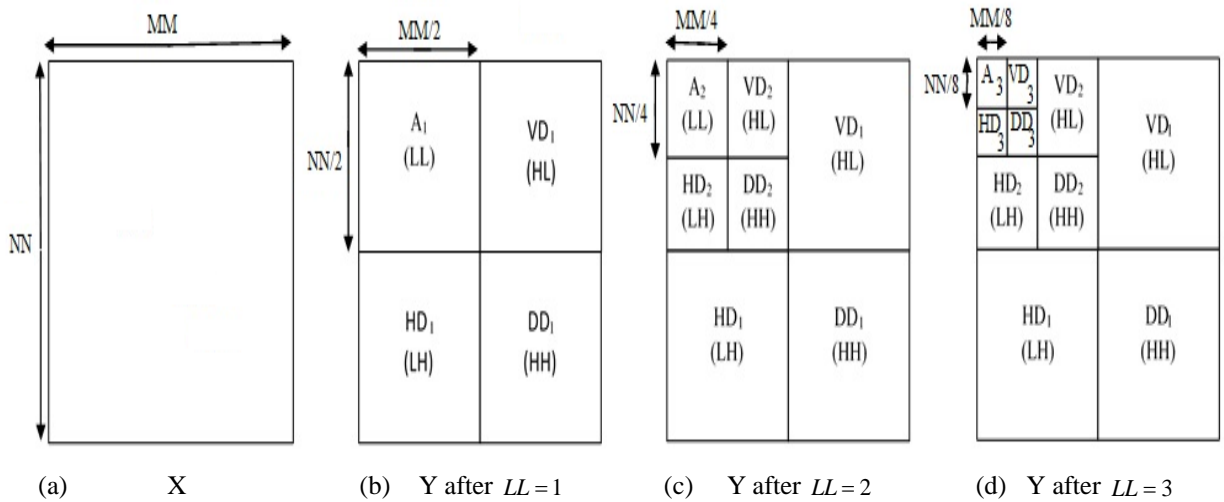 MM
NN
(a) X
MM/2
NN/2
A₁
(LL)
VD₁
(HL)
HD₁
(LH)
DD₁
(HH)
(b) Y after LL = 1
MM/4
NN/4
A₂
(LL)
VD₂
(HL)
VD₁
(HL)
HD₂
(LH)
DD₂
(HH)
HD₁
(LH)
DD₁
(HH)
(c) Y after LL = 2
MM/8
NN/8
A₃
VD₃
VD₂
(HL)
VD₁
(HL)
HD₃
DD₃
HD₂
(LH)
DD₂
(HH)
HD₁
(LH)
DD₁
(HH)
(d) Y after LL = 3